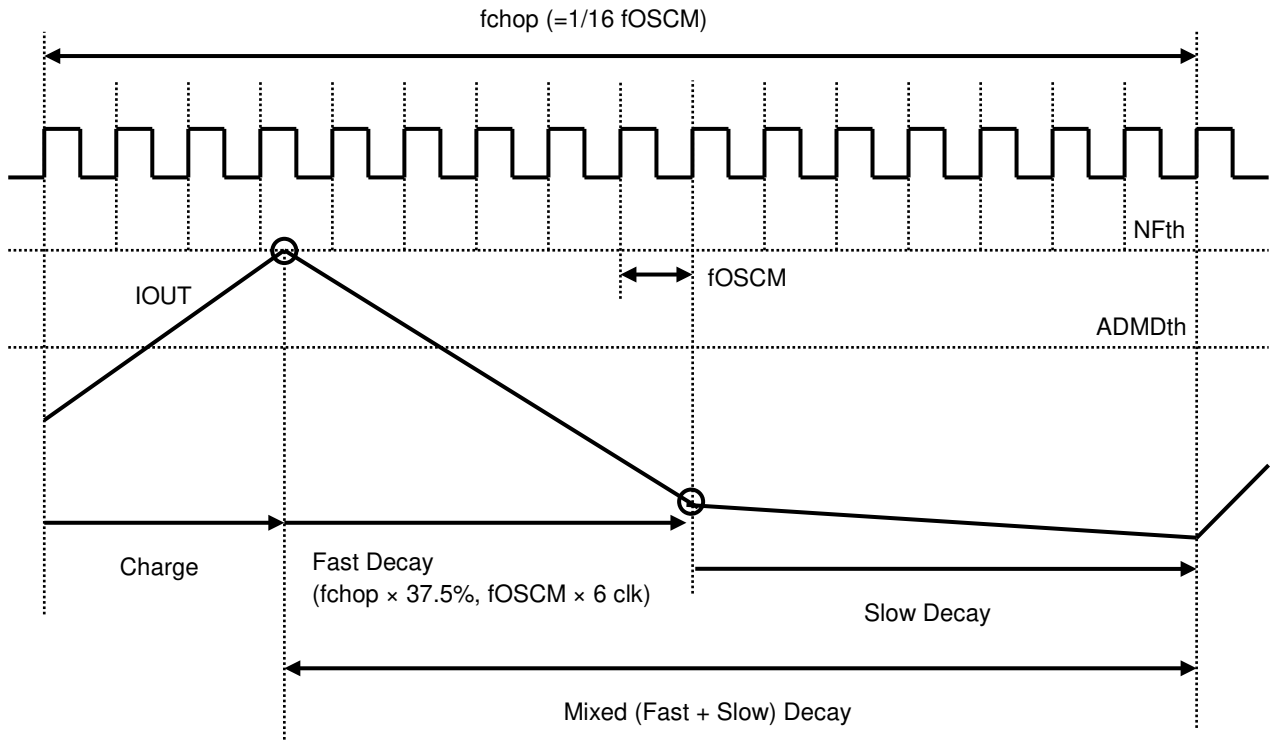 fchop (=1/16 fOSCM)
NFth
fOSCM
IOUT
ADMDth
Charge
Fast Decay
(fchop × 37.5%, fOSCM × 6 clk)
Slow Decay
Mixed (Fast + Slow) Decay